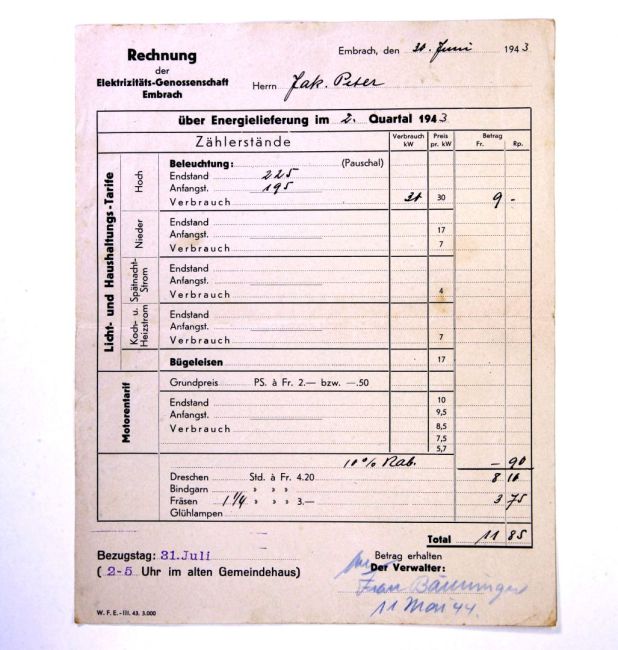 Rechnung
der
Elektrizitäts-Genossenschaft
Embrach
Embrach, den 30. Juni 1943
Herrn Jak. Peter
über Energielieferung im 2. Quartal 1943
Zählerstände Verbrauch kW Preis pr. kW Betrag Fr. Rp.
Licht- und Haushaltungs-Tarife
Hoch
Beleuchtung: (Pauschal)
Endstand 225
Anfangst. 195
Verbrauch 30 9 -
Nieder
Endstand
Anfangst. 17
Verbrauch 7
Spätnacht-Strom
Endstand
Anfangst.
Verbrauch 4
Koch- u. Heizstrom
Endstand
Anfangst.
Verbrauch 7
Bügeleisen 17
Motorentarif
Grundpreis PS. à Fr. 2.— bzw. —.50
Endstand 10
Anfangst. 9,5
Verbrauch 8,5
7,5
5,7
10% Rab. - 90
Dreschen Std. à Fr. 4.20 8 10
Bindgarn » » »
Fräsen 1 1/4 » » 3.— 3 75
Glühlampen
Total 11 85
Bezugstag: 31. Juli
( 2-5 Uhr im alten Gemeindehaus)
Betrag erhalten
Der Verwalter:
Frau
11 Mai 44.
W. F. E. - III. 43. 3.000